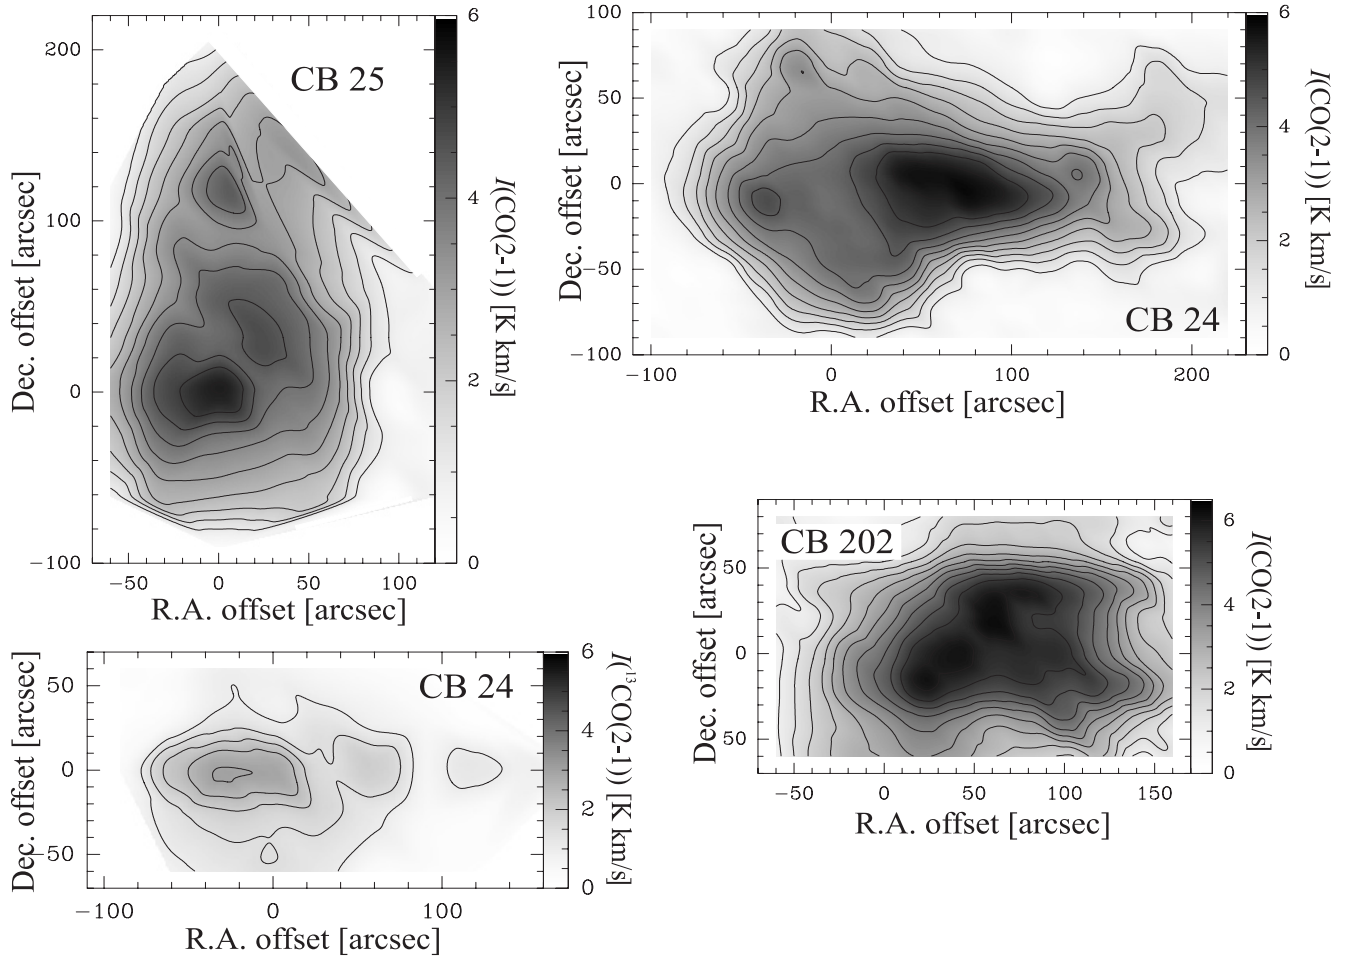 CB 25
200
100
0
−100
−50
0
50
100
Dec. offset [arcsec]
R.A. offset [arcsec]
6
4
2
0
I(CO(2-1)) [K km/s]
CB 24
100
50
0
−50
−100
−100
0
100
200
Dec. offset [arcsec]
R.A. offset [arcsec]
6
4
2
0
I(CO(2-1)) [K km/s]
CB 24
50
0
−50
−100
0
100
Dec. offset [arcsec]
R.A. offset [arcsec]
6
4
2
0
I(¹³CO(2-1)) [K km/s]
CB 202
50
0
50
−50
0
50
100
150
Dec. offset [arcsec]
R.A. offset [arcsec]
6
4
2
0
I(CO(2-1)) [K km/s]